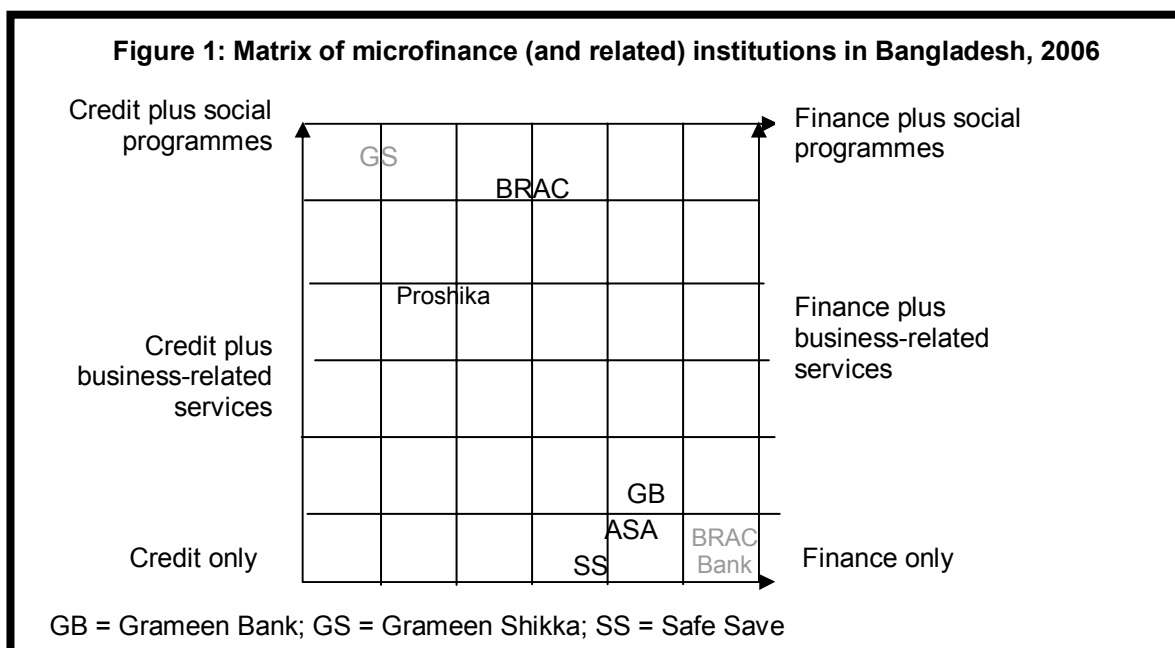 Figure 1: Matrix of microfinance (and related) institutions in Bangladesh, 2006
Credit plus social
programmes
Finance plus social
programmes
GS
BRAC
Proshika
Credit plus
business-related
services
Finance plus
business-related
services
GB
ASA
SS
BRAC
Bank
Credit only
Finance only
GB = Grameen Bank; GS = Grameen Shikka; SS = Safe Save